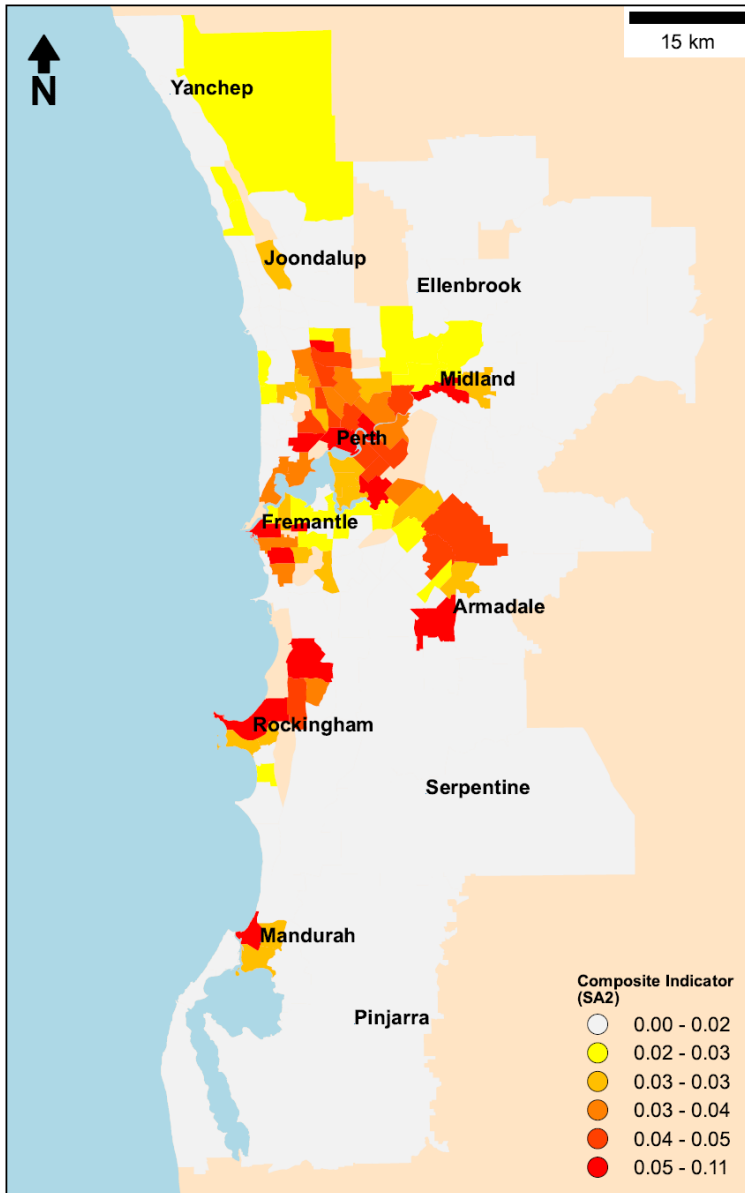 15 km
N
Yanchep
Joondalup
Ellenbrook
Midland
Perth
Fremantle
Armadale
Rockingham
Serpentine
Mandurah
Pinjarra
Composite Indicator
(SA2)
0.00 - 0.02
0.02 - 0.03
0.03 - 0.03
0.03 - 0.04
0.04 - 0.05
0.05 - 0.11